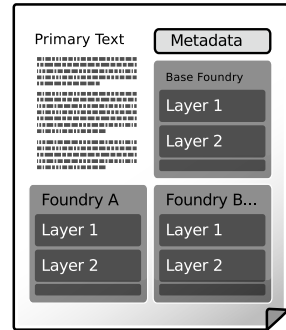 Primary Text
Metadata
Base Foundry
Layer 1
Layer 2
Foundry A
Layer 1
Layer 2
Foundry B...
Layer 1
Layer 2